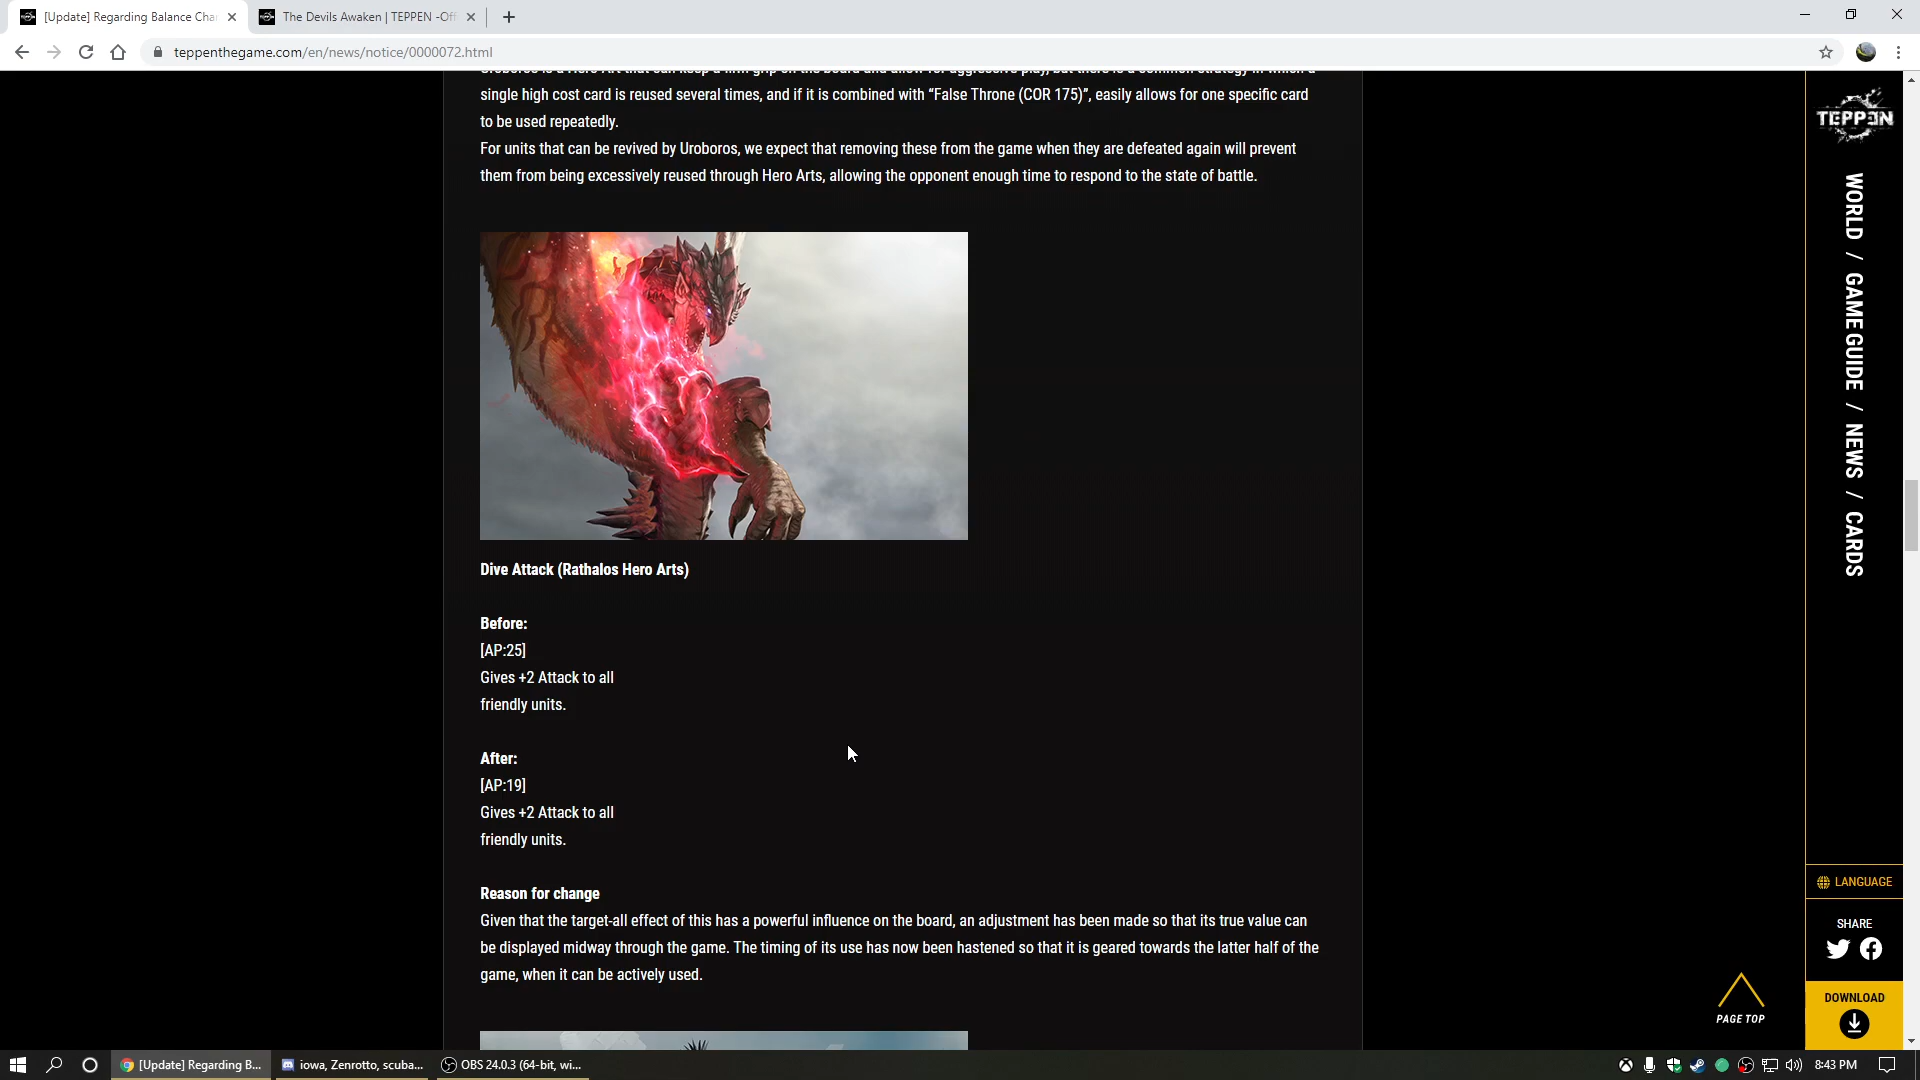 [Update] Regarding Balance Cha
The Devils Awaken | TEPPEN -Off
teppenthegame.com/en/news/notice/0000072.html
Uroboros is a Hero Art that can keep a firm grip on the board and allow for aggressive play, but there is a common strategy in which a
single high cost card is reused several times, and if it is combined with “False Throne (COR 175)”, easily allows for one specific card
to be used repeatedly.
For units that can be revived by Uroboros, we expect that removing these from the game when they are defeated again will prevent
them from being excessively reused through Hero Arts, allowing the opponent enough time to respond to the state of battle.
Dive Attack (Rathalos Hero Arts)
Before:
[AP:25]
Gives +2 Attack to all
friendly units.
After:
[AP:19]
Gives +2 Attack to all
friendly units.
Reason for change
Given that the target-all effect of this has a powerful influence on the board, an adjustment has been made so that its true value can
be displayed midway through the game. The timing of its use has now been hastened so that it is geared towards the latter half of the
game, when it can be actively used.
TEPPEN
WORLD / GAME GUIDE / NEWS / CARDS
LANGUAGE
SHARE
DOWNLOAD
PAGE TOP
[Update] Regarding B...
iowa, Zenrotto, scuba...
OBS 24.0.3 (64-bit, wi...
8:43 PM